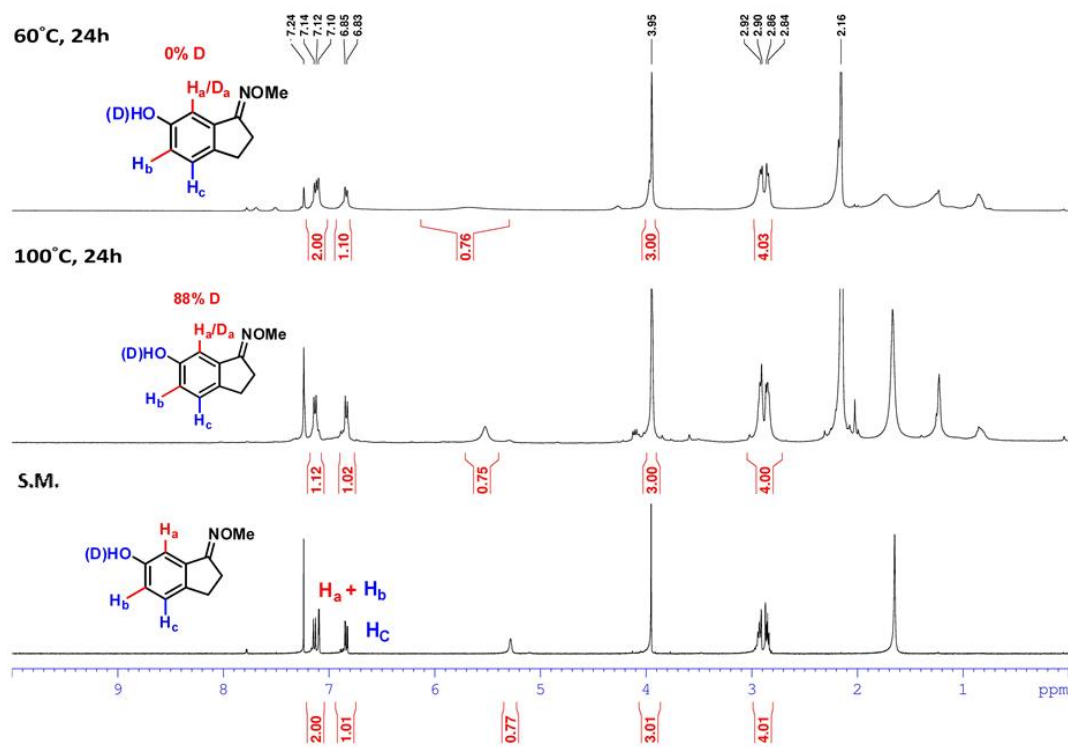 60°C, 24h
7.24
7.14
7.12
7.10
6.85
6.83
3.95
2.92
2.90
2.86
2.84
2.16
0% D
Ha/Da
NOMe
(D)HO
Hb
Hc
2.00
1.10
0.76
3.00
4.03
100°C, 24h
88% D
Ha/Da
NOMe
(D)HO
Hb
Hc
1.12
1.02
0.75
3.00
4.00
S.M.
Ha
NOMe
(D)HO
Hb
Hc
Ha + Hb
HC
9 8 7 6 5 4 3 2 1 ppm
2.00
1.01
0.77
3.01
4.01